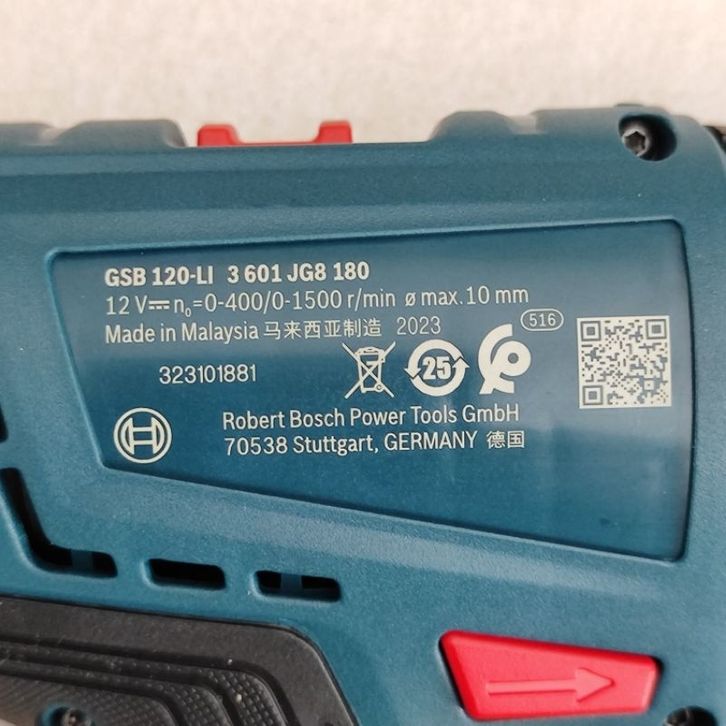 GSB 120-LI 3 601 JG8 180
12 V⎓n₀=0-400/0-1500 r/min ø max.10 mm
Made in Malaysia 马来西亚制造 2023
516
323101881
25
Robert Bosch Power Tools GmbH
70538 Stuttgart, GERMANY 德国